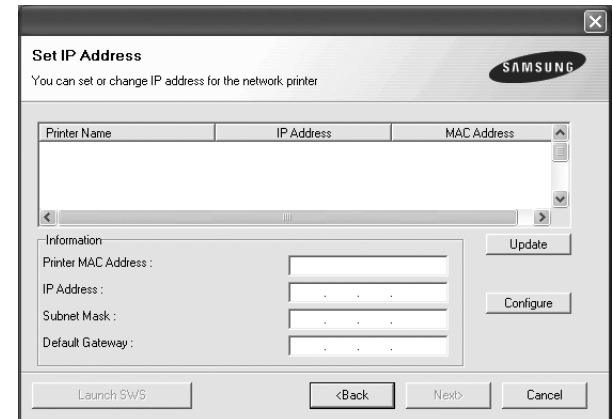 Set IP Address
You can set or change IP address for the network printer
SAMSUNG
Printer Name IP Address MAC Address
Information
Update
Printer MAC Address :
IP Address : . . .
Configure
Subnet Mask : . . .
Default Gateway : . . .
Launch SWS <Back Next> Cancel